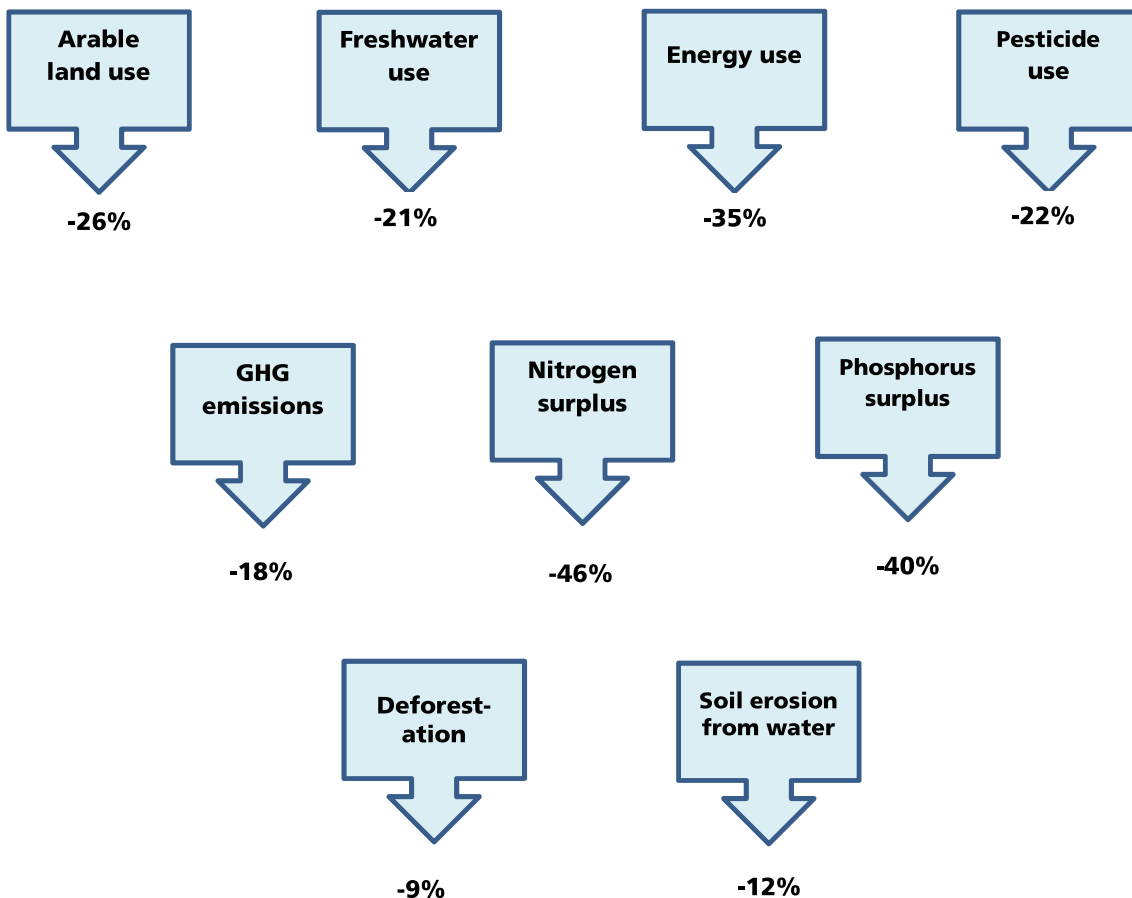 Arable
land use
Freshwater
use
Energy use
Pesticide
use
-26%
-21%
-35%
-22%
GHG
emissions
Nitrogen
surplus
Phosphorus
surplus
-18%
-46%
-40%
Deforest-
ation
Soil erosion
from water
-9%
-12%